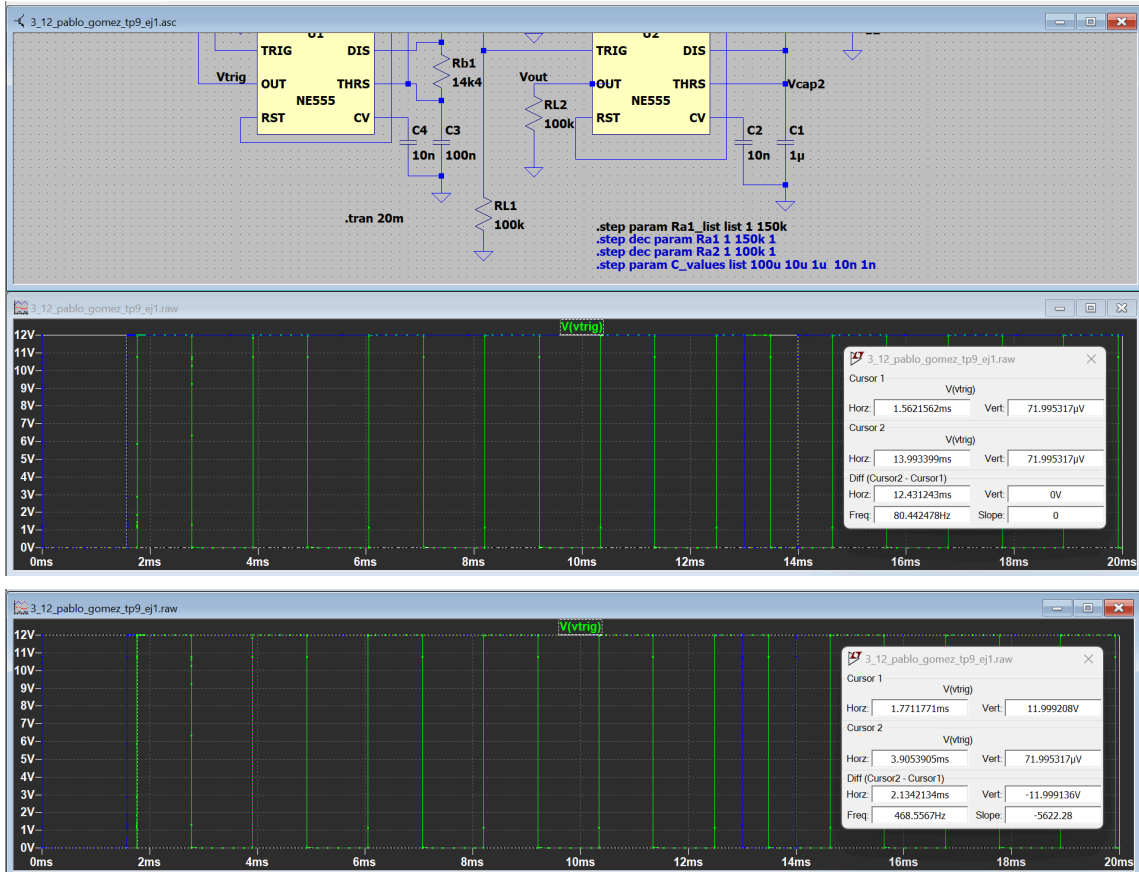 3_12_pablo_gomez_tp9_ej1.asc
U1
U2
TRIG DIS
TRIG DIS
Rb1
14k4
Vtrig
OUT THRS
Vout
OUT THRS
Vcap2
NE555
RL2
100k
NE555
RST CV
RST CV
C4
C3
C2
C1
10n
100n
10n
1µ
RL1
100k
.tran 20m
.step param Ra1_list list 1 150k
.step dec param Ra1 1 150k 1
.step dec param Ra2 1 100k 1
.step param C_values list 100u 10u 1u 10n 1n
3_12_pablo_gomez_tp9_ej1.raw
V(vtrig)
12V
11V
10V
9V
8V
7V
6V
5V
4V
3V
2V
1V
0V
0ms 2ms 4ms 6ms 8ms 10ms 12ms 14ms 16ms 18ms 20ms
3_12_pablo_gomez_tp9_ej1.raw
Cursor 1
V(vtrig)
Horz: 1.5621562ms Vert: 71.995317µV
Cursor 2
V(vtrig)
Horz: 13.993399ms Vert: 71.995317µV
Diff (Cursor2 - Cursor1)
Horz: 12.431243ms Vert: 0V
Freq: 80.442478Hz Slope: 0
3_12_pablo_gomez_tp9_ej1.raw
V(vtrig)
12V
11V
10V
9V
8V
7V
6V
5V
4V
3V
2V
1V
0V
0ms 2ms 4ms 6ms 8ms 10ms 12ms 14ms 16ms 18ms 20ms
3_12_pablo_gomez_tp9_ej1.raw
Cursor 1
V(vtrig)
Horz: 1.7711771ms Vert: 11.999208V
Cursor 2
V(vtrig)
Horz: 3.9053905ms Vert: 71.995317µV
Diff (Cursor2 - Cursor1)
Horz: 2.1342134ms Vert: -11.999136V
Freq: 468.5567Hz Slope: -5622.28